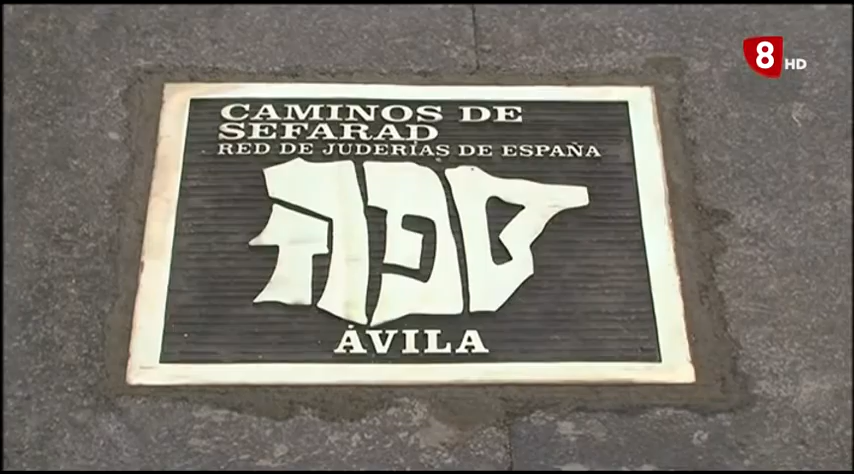 8 HD
CAMINOS DE
SEFARAD
RED DE JUDERÍAS DE ESPAÑA
ספרד
ÁVILA